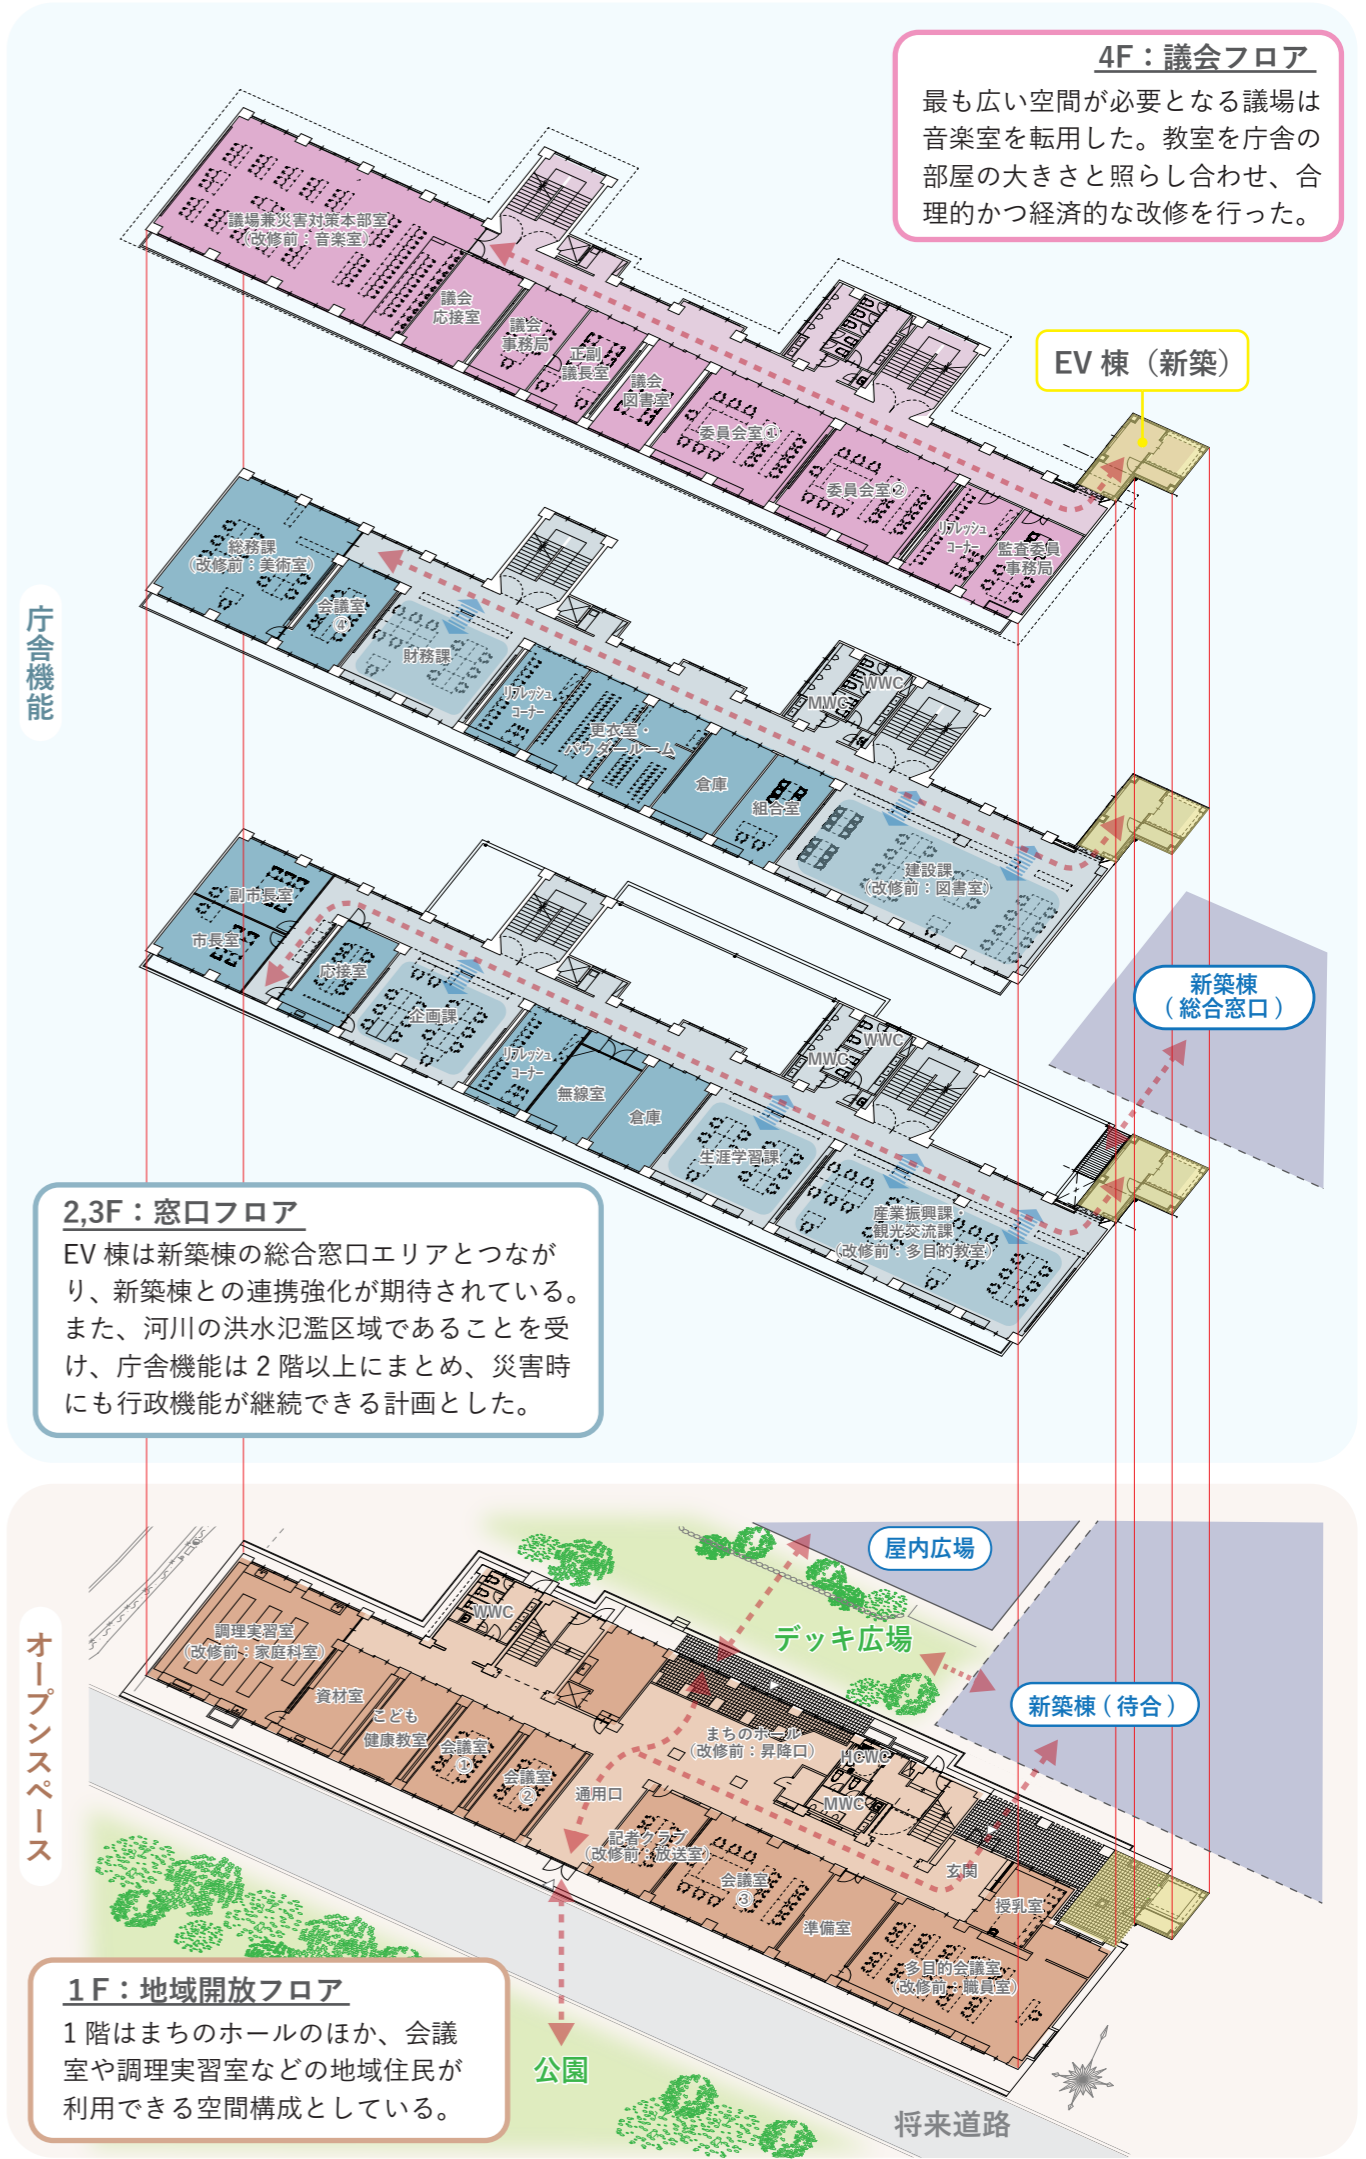 4F：議会フロア
最も広い空間が必要となる議場は
音楽室を転用した。教室を庁舎の
部屋の大きさと照らし合わせ、合
理的かつ経済的な改修を行った。
EV 棟（新築）
議場兼災害対策本部室
（改修前：音楽室）
議会
応接室
議会
事務局
正副
議長室
議会
図書室
委員会室①
委員会室②
リフレッシュ
コーナー
監査委員
事務局
庁舎機能
総務課
（改修前：美術室）
会議室
④
財務課
リフレッシュ
コーナー
更衣室・
パウダールーム
倉庫
組合室
MWC
WWC
建設課
（改修前：図書室）
副市長室
市長室
応接室
企画課
リフレッシュ
コーナー
無線室
倉庫
生涯学習課
MWC
WWC
産業振興課・
観光交流課
（改修前：多目的教室）
新築棟
（総合窓口）
2,3F：窓口フロア
EV 棟は新築棟の総合窓口エリアとつなが
り、新築棟との連携強化が期待されている。
また、河川の洪水氾濫区域であることを受
け、庁舎機能は 2 階以上にまとめ、災害時
にも行政機能が継続できる計画とした。
オープンスペース
屋内広場
デッキ広場
新築棟（待合）
調理実習室
（改修前：家庭科室）
資材室
こども
健康教室
会議室
①
会議室
②
WWC
通用口
まちのホール
（改修前：昇降口）
HCWC
MWC
記者クラブ
（改修前：放送室）
会議室
③
準備室
玄関
授乳室
多目的会議室
（改修前：職員室）
1F：地域開放フロア
1 階はまちのホールのほか、会議
室や調理実習室などの地域住民が
利用できる空間構成としている。
公園
将来道路